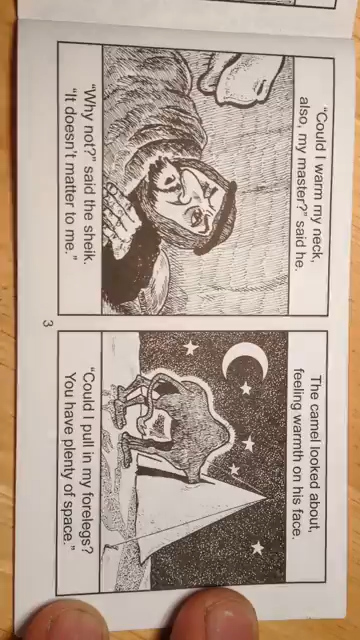 "Could I warm my neck,
also, my master?" said he.
"Why not?" said the sheik.
"It doesn't matter to me."
The camel looked about,
feeling warmth on his face.
"Could I pull in my forelegs?
You have plenty of space."
3